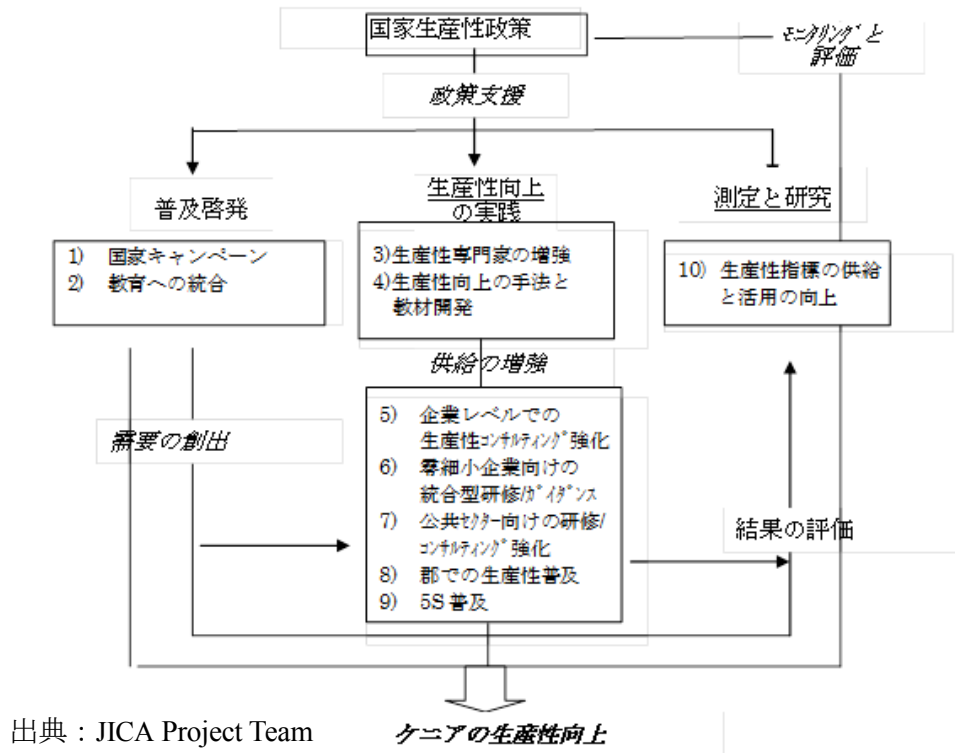 国家生産性政策
モニタリングと
評価
政策支援
普及啓発
生産性向上
の実践
測定と研究
1) 国家キャンペーン
2)教育への統合
3)生産性専門家の増強
4)生産性向上の手法と
教材開発
10) 生産性指標の供給
と活用の向上
供給の増強
需要の創出
5) 企業レベルでの
生産性ｺﾝｻﾙﾃｨﾝｸﾞ強化
6) 零細小企業向けの
統合型研修/ｶﾞｲﾀﾞﾝｽ
7) 公共ｾｸﾀｰ向けの研修/
ｺﾝｻﾙﾃｨﾝｸﾞ強化
8) 郡での生産性普及
9) 5S 普及
結果の評価
出典：JICA Project Team
ケニアの生産性向上